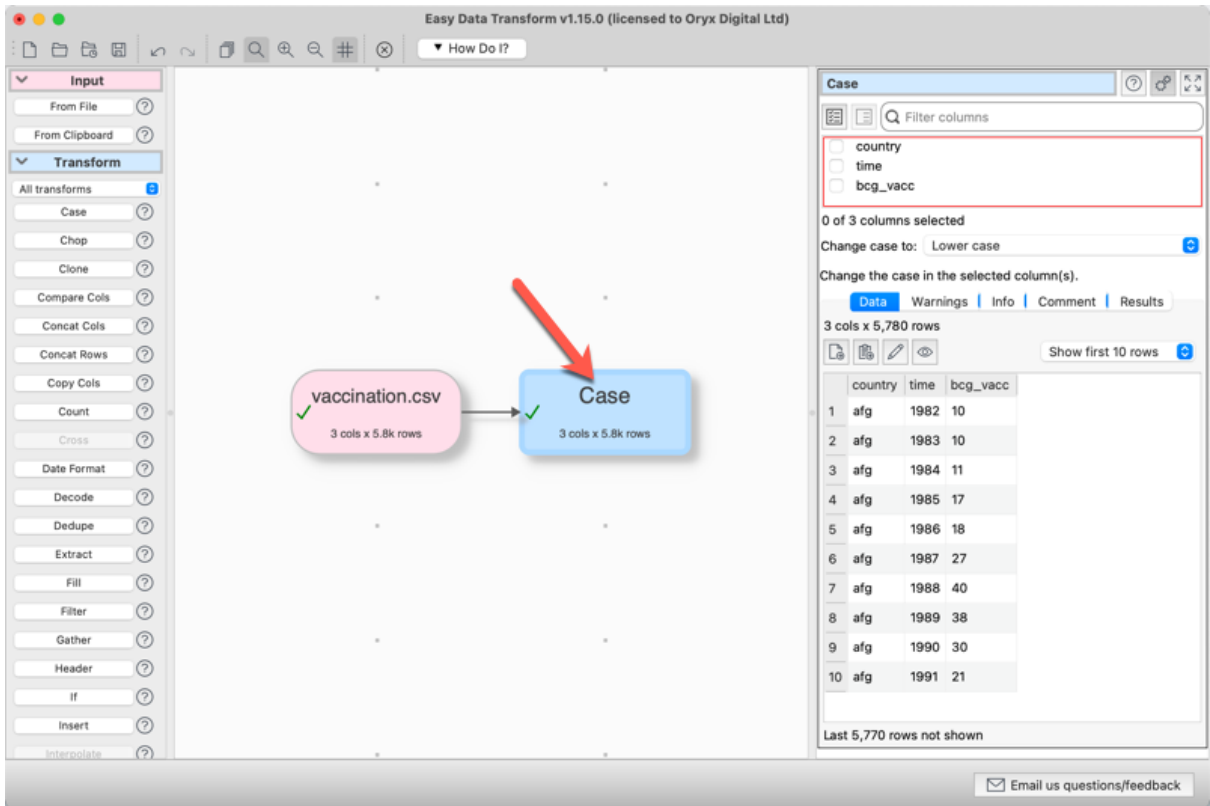 Easy Data Transform v1.15.0 (licensed to Oryx Digital Ltd)
▼ How Do I?
Input
From File
From Clipboard
Transform
All transforms
Case
Chop
Clone
Compare Cols
Concat Cols
Concat Rows
Copy Cols
Count
Cross
Date Format
Decode
Dedupe
Extract
Fill
Filter
Gather
Header
If
Insert
Interpolate
vaccination.csv
3 cols x 5.8k rows
Case
3 cols x 5.8k rows
Case
Filter columns
country
time
bcg_vacc
0 of 3 columns selected
Change case to: Lower case
Change the case in the selected column(s).
Data Warnings Info Comment Results
3 cols x 5,780 rows
Show first 10 rows
country time bcg_vacc
1 afg 1982 10
2 afg 1983 10
3 afg 1984 11
4 afg 1985 17
5 afg 1986 18
6 afg 1987 27
7 afg 1988 40
8 afg 1989 38
9 afg 1990 30
10 afg 1991 21
Last 5,770 rows not shown
Email us questions/feedback